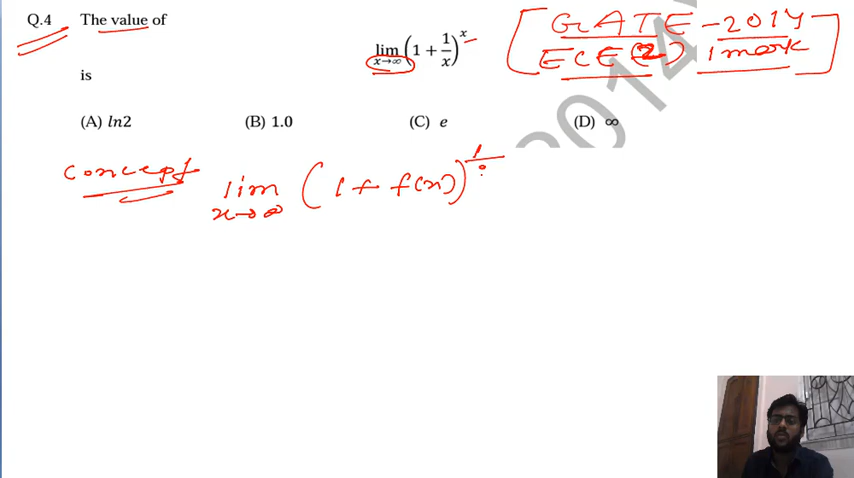 Q.4 The value of
lim x→∞ (1 + 1/x)^x
is
(A) ln2 (B) 1.0 (C) e (D) ∞
[GATE-2014
ECE(2) 1 mark]
2014
Concept
lim x→∞ (1 + f(x))^1/